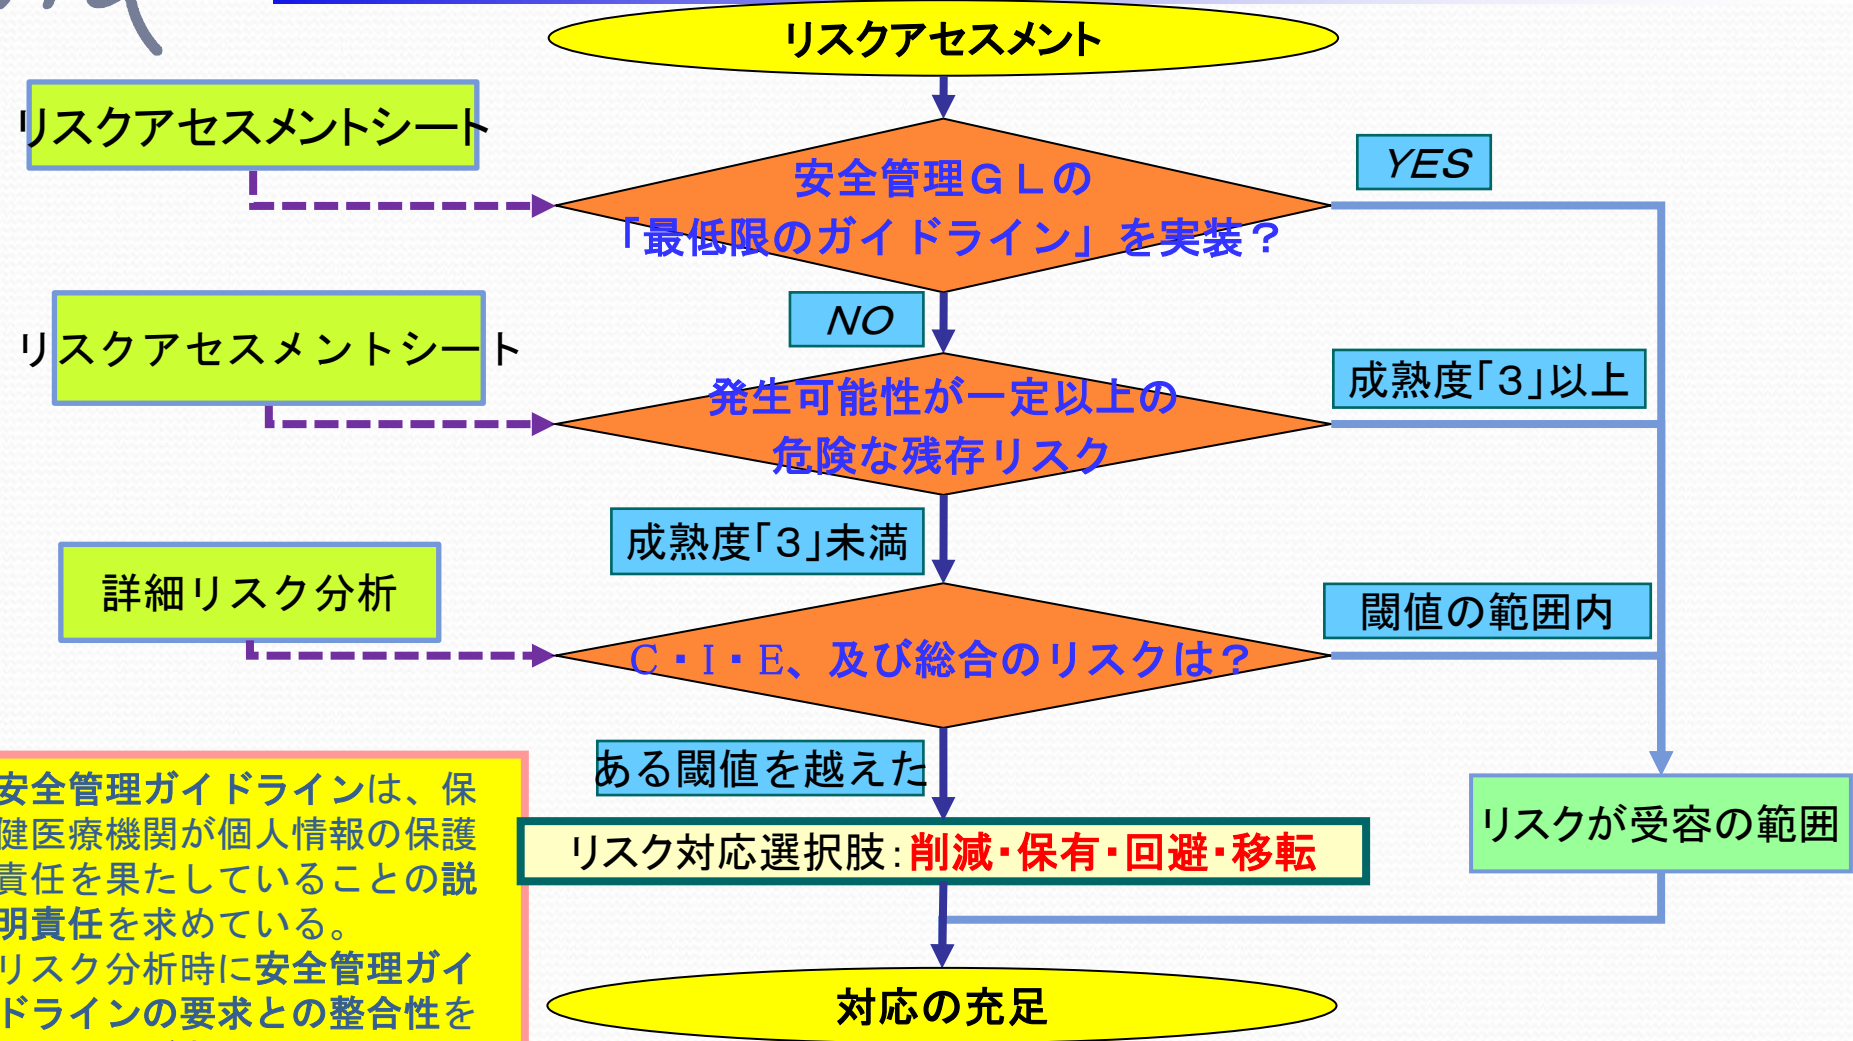 リスクアセスメント
リスクアセスメントシート
安全管理ＧＬの
「最低限のガイドライン」を実装？
YES
NO
リスクアセスメントシート
発生可能性が一定以上の
危険な残存リスク
成熟度「３」以上
成熟度「３」未満
詳細リスク分析
C・I・E、及び総合のリスクは？
閾値の範囲内
ある閾値を越えた
リスク対応選択肢：削減・保有・回避・移転
リスクが受容の範囲
安全管理ガイドラインは、保
健医療機関が個人情報の保護
責任を果たしていることの説
明責任を求めている。
リスク分析時に安全管理ガイ
ドラインの要求との整合性を
対応の充足